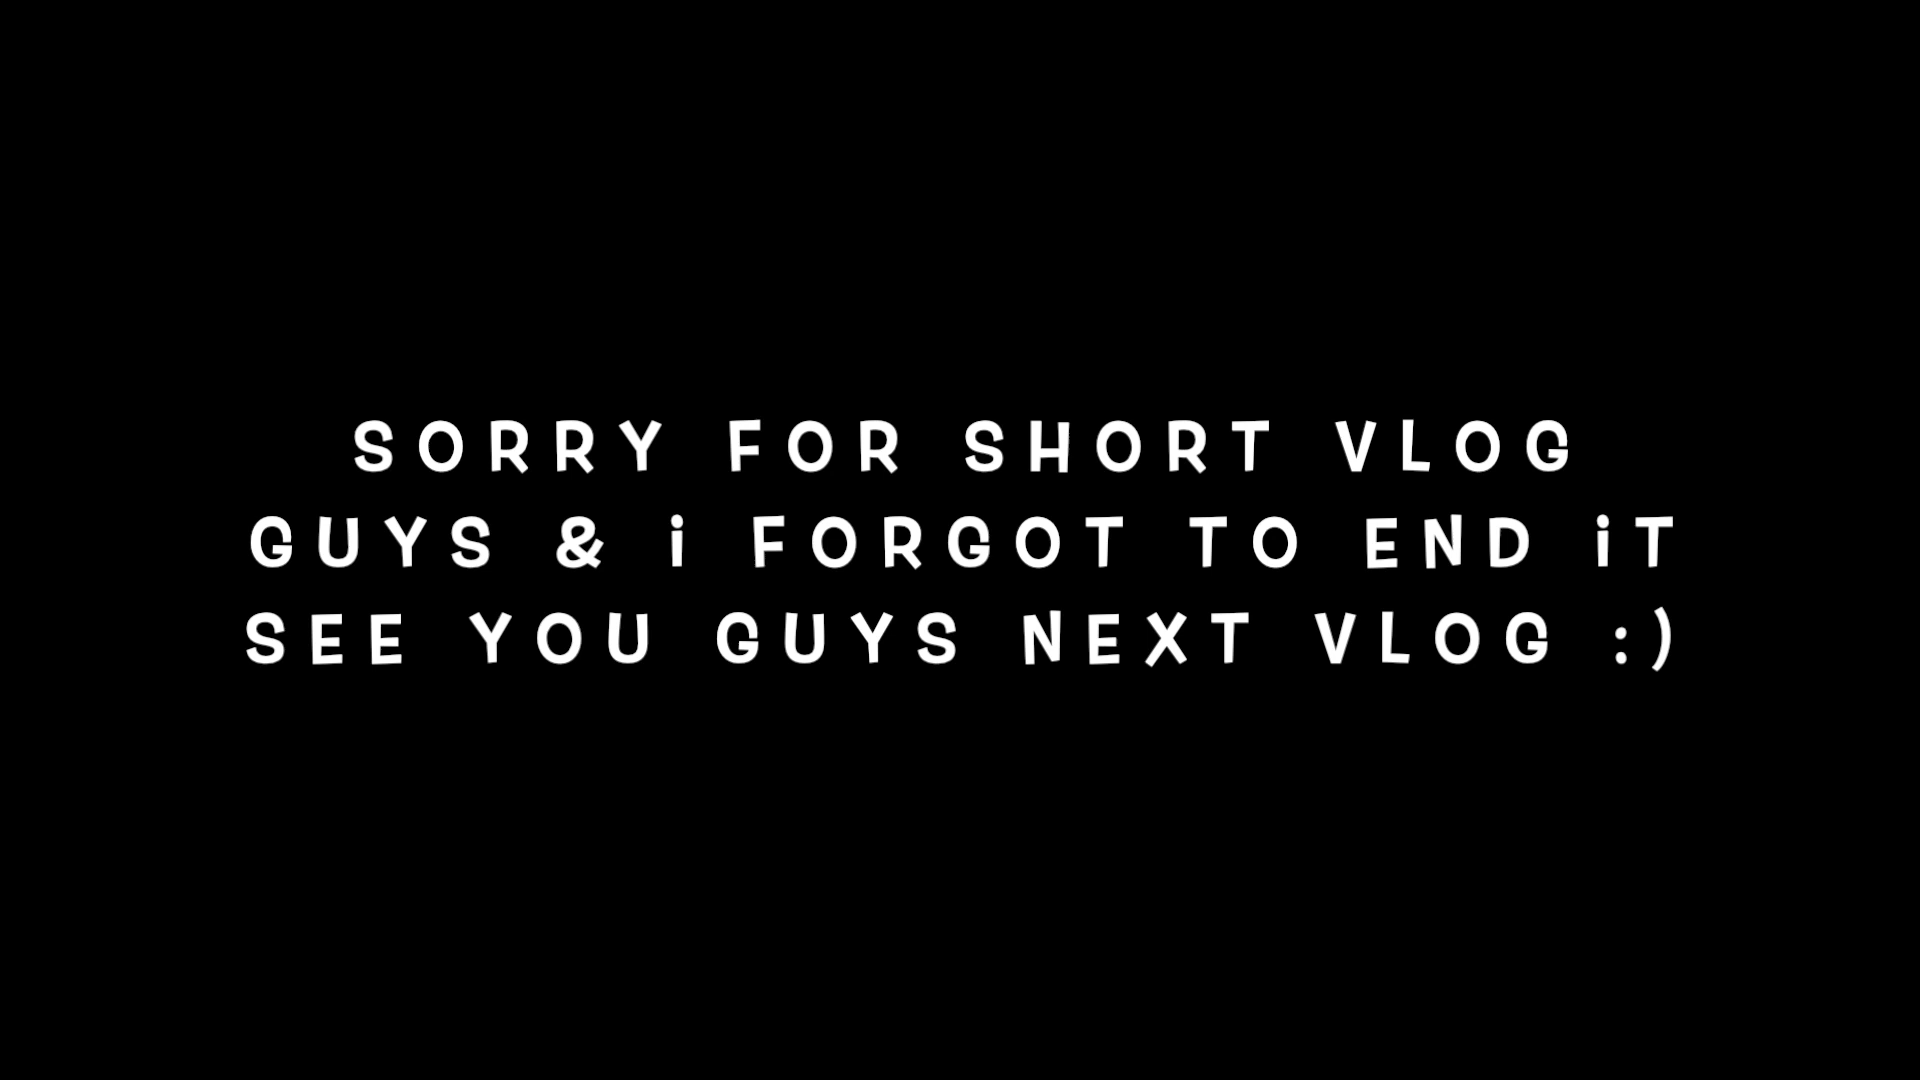 SORRY FOR SHORT VLOG
GUYS & i FORGOT TO END iT
SEE YOU GUYS NEXT VLOG :)